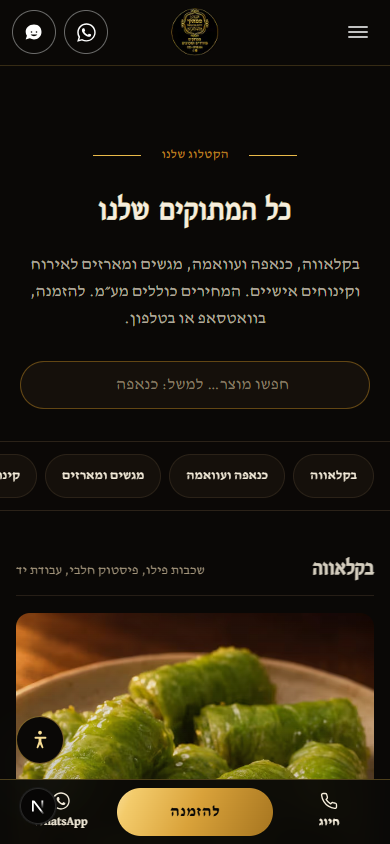 הקטלוג שלנו
כל המתוקים שלנו
בקלאווה, כנאפה ועוואמה, מגשים ומארזים לאירוח
וקינוחים אישיים. המחירים כוללים מע״מ. להזמנה,
בוואטסאפ או בטלפון.
חפשו מוצר... למשל: כנאפה
בקלאווה
כנאפה ועוואמה
מגשים ומארזים
בקלאווה
שכבות פילו, פיסטוק חלבי, עבודת יד
חיוג
להזמנה
N